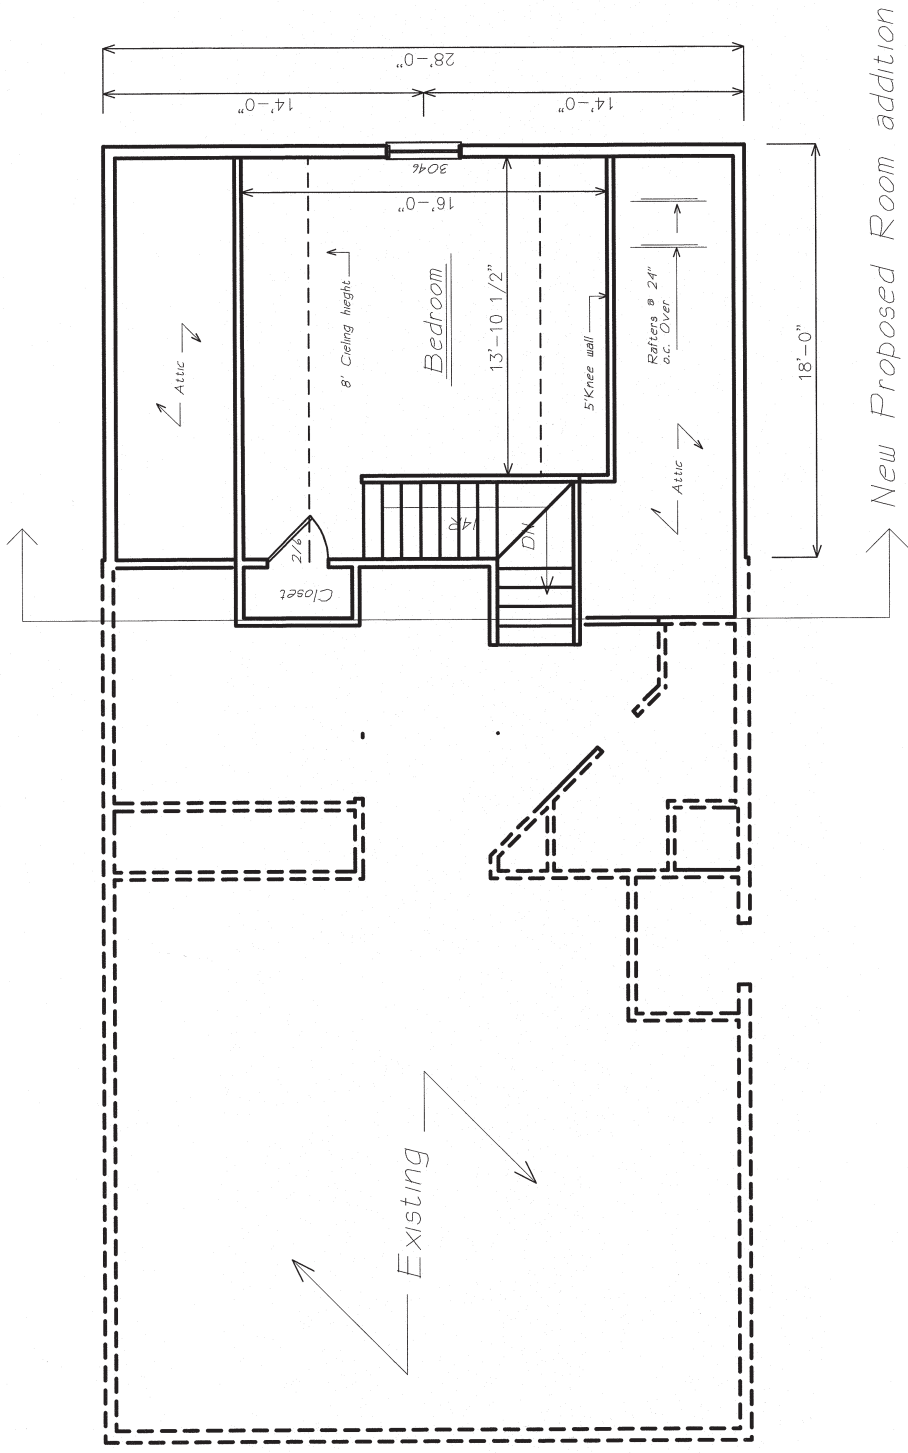 28'-0"
14'-0"
14'-0"
3046
16'-0"
13'-10 1/2"
Bedroom
8' Cieling hieght
5'Knee wall
Rafters @ 24"
o.c. Over
Attic
Attic
18'-0"
14R
DN
2/6
Closet
New Proposed Room addition
Existing